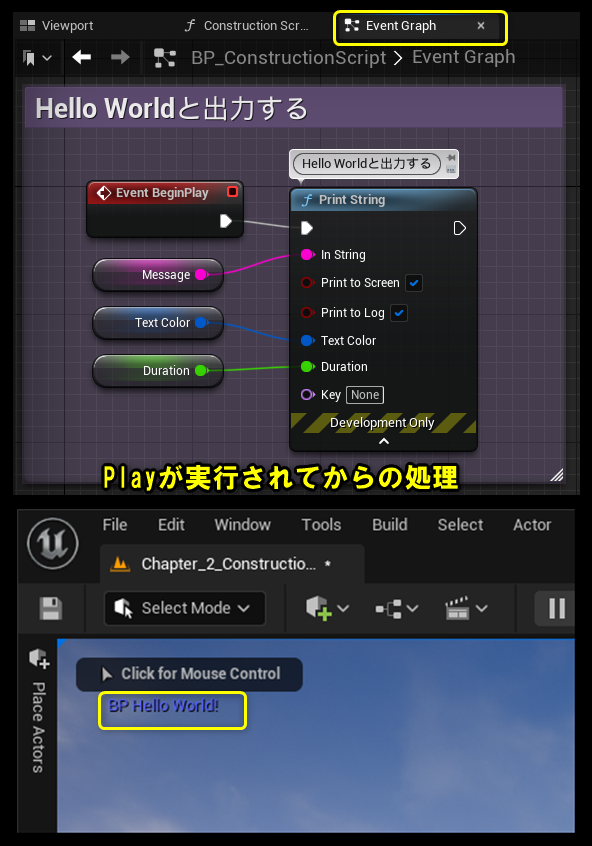 Viewport
Construction Scr...
Event Graph
BP_ConstructionScript > Event Graph
Hello Worldと出力する
Hello Worldと出力する
Event BeginPlay
Print String
Message
In String
Print to Screen
Text Color
Print to Log
Text Color
Duration
Duration
Key None
Development Only
Playが実行されてからの処理
File Edit Window Tools Build Select Actor
Chapter_2_Constructio... *
Select Mode
Place Actors
Click for Mouse Control
BP Hello World!